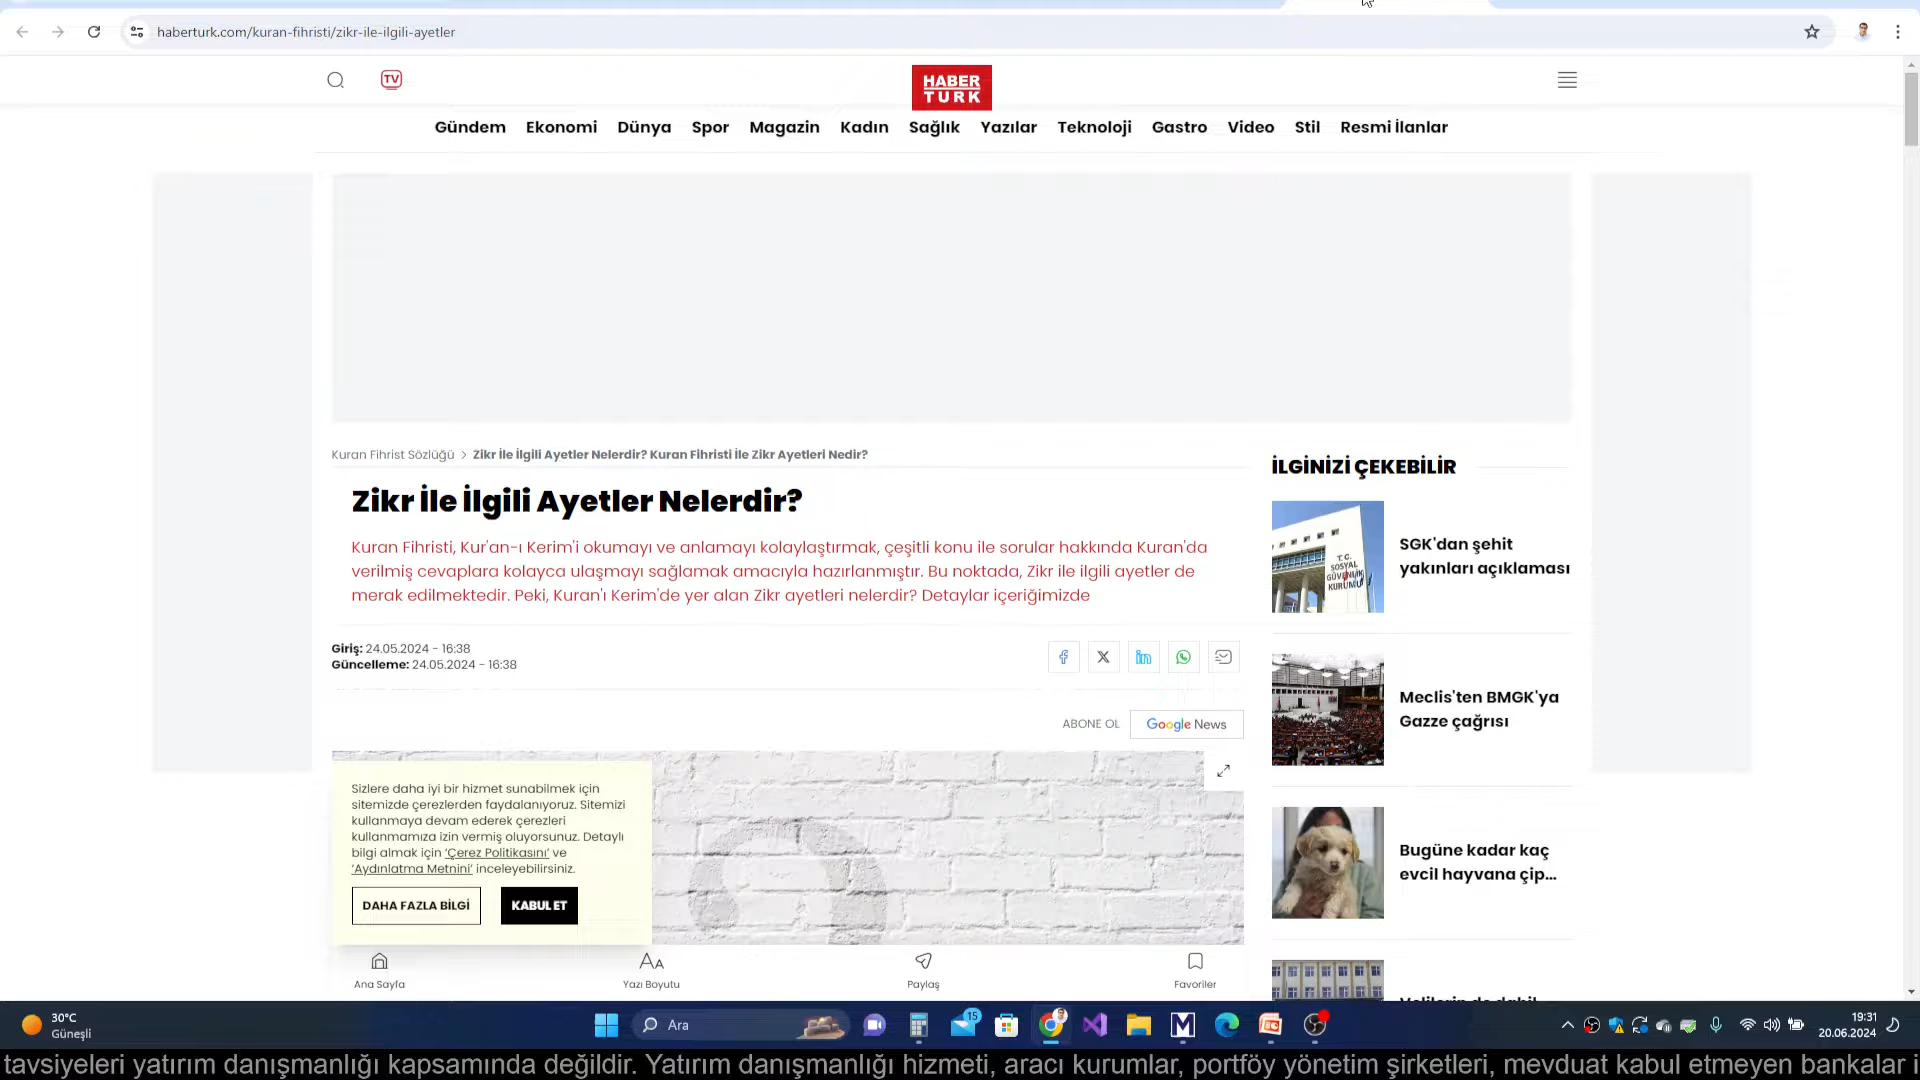 haberturk.com/kuran-fihristi/zikr-ile-ilgili-ayetler
TV
HABER
TURK
Gündem Ekonomi Dünya Spor Magazin Kadın Sağlık Yazılar Teknoloji Gastro Video Stil Resmi İlanlar
Kuran Fihrist Sözlüğü > Zikr İle İlgili Ayetler Nelerdir? Kuran Fihristi İle Zikr Ayetleri Nedir?
Zikr İle İlgili Ayetler Nelerdir?
Kuran Fihristi, Kur'an-ı Kerim'i okumayı ve anlamayı kolaylaştırmak, çeşitli konu ile sorular hakkında Kuran'da
verilmiş cevaplara kolayca ulaşmayı sağlamak amacıyla hazırlanmıştır. Bu noktada, Zikr ile ilgili ayetler de
merak edilmektedir. Peki, Kuran'ı Kerim'de yer alan Zikr ayetleri nelerdir? Detaylar içeriğimizde
Giriş: 24.05.2024 - 16:38
Güncelleme: 24.05.2024 - 16:38
ABONE OL Google News
Sizlere daha iyi bir hizmet sunabilmek için
sitemizde çerezlerden faydalanıyoruz. Sitemizi
kullanmaya devam ederek çerezleri
kullanmamıza izin vermiş oluyorsunuz. Detaylı
bilgi almak için ‘Çerez Politikasını’ ve
‘Aydınlatma Metnini’ inceleyebilirsiniz.
DAHA FAZLA BİLGİ KABUL ET
Ana Sayfa Yazı Boyutu Paylaş Favoriler
İLGİNİZİ ÇEKEBİLİR
T.C.
SOSYAL
GÜVENLİK
KURUMU
SGK'dan şehit
yakınları açıklaması
Meclis'ten BMGK'ya
Gazze çağrısı
Bugüne kadar kaç
evcil hayvana çip...
30°C
Güneşli
Ara
15
19:31
20.06.2024
tavsiyeleri yatırım danışmanlığı kapsamında değildir. Yatırım danışmanlığı hizmeti, aracı kurumlar, portföy yönetim şirketleri, mevduat kabul etmeyen bankalar i